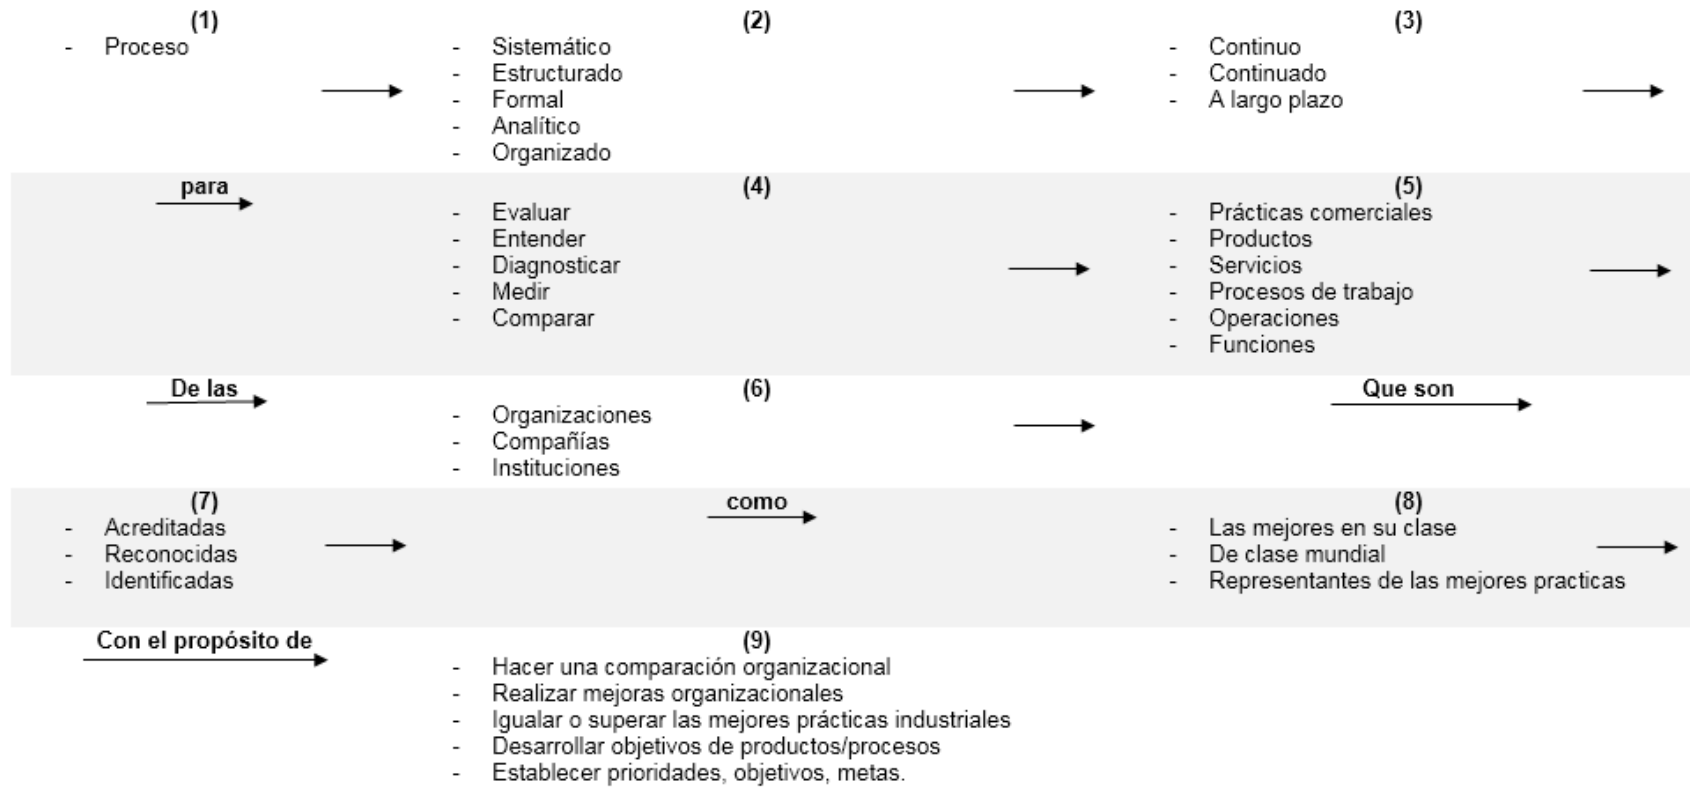 (1)
- Proceso
(2)
- Sistemático
- Estructurado
- Formal
- Analítico
- Organizado
(3)
- Continuo
- Continuado
- A largo plazo
para
(4)
- Evaluar
- Entender
- Diagnosticar
- Medir
- Comparar
(5)
- Prácticas comerciales
- Productos
- Servicios
- Procesos de trabajo
- Operaciones
- Funciones
De las
(6)
- Organizaciones
- Compañías
- Instituciones
Que son
(7)
- Acreditadas
- Reconocidas
- Identificadas
como
(8)
- Las mejores en su clase
- De clase mundial
- Representantes de las mejores practicas
Con el propósito de
(9)
- Hacer una comparación organizacional
- Realizar mejoras organizacionales
- Igualar o superar las mejores prácticas industriales
- Desarrollar objetivos de productos/procesos
- Establecer prioridades, objetivos, metas.